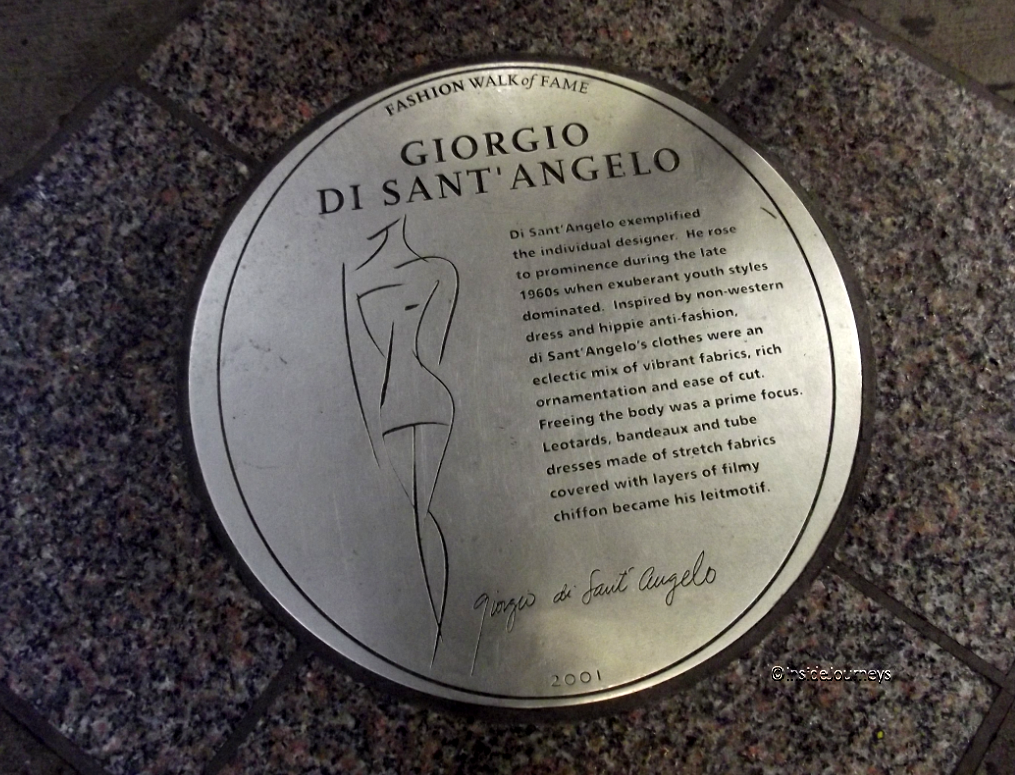 FASHION WALK of FAME
GIORGIO
DI SANT'ANGELO
Di Sant'Angelo exemplified
the individual designer. He rose
to prominence during the late
1960s when exuberant youth styles
dominated. Inspired by non-western
dress and hippie anti-fashion,
di Sant'Angelo's clothes were an
eclectic mix of vibrant fabrics, rich
ornamentation and ease of cut.
Freeing the body was a prime focus.
Leotards, bandeaux and tube
dresses made of stretch fabrics
covered with layers of filmy
chiffon became his leitmotif.
Giorgio di Sant'Angelo
2001
©InsideJourneys